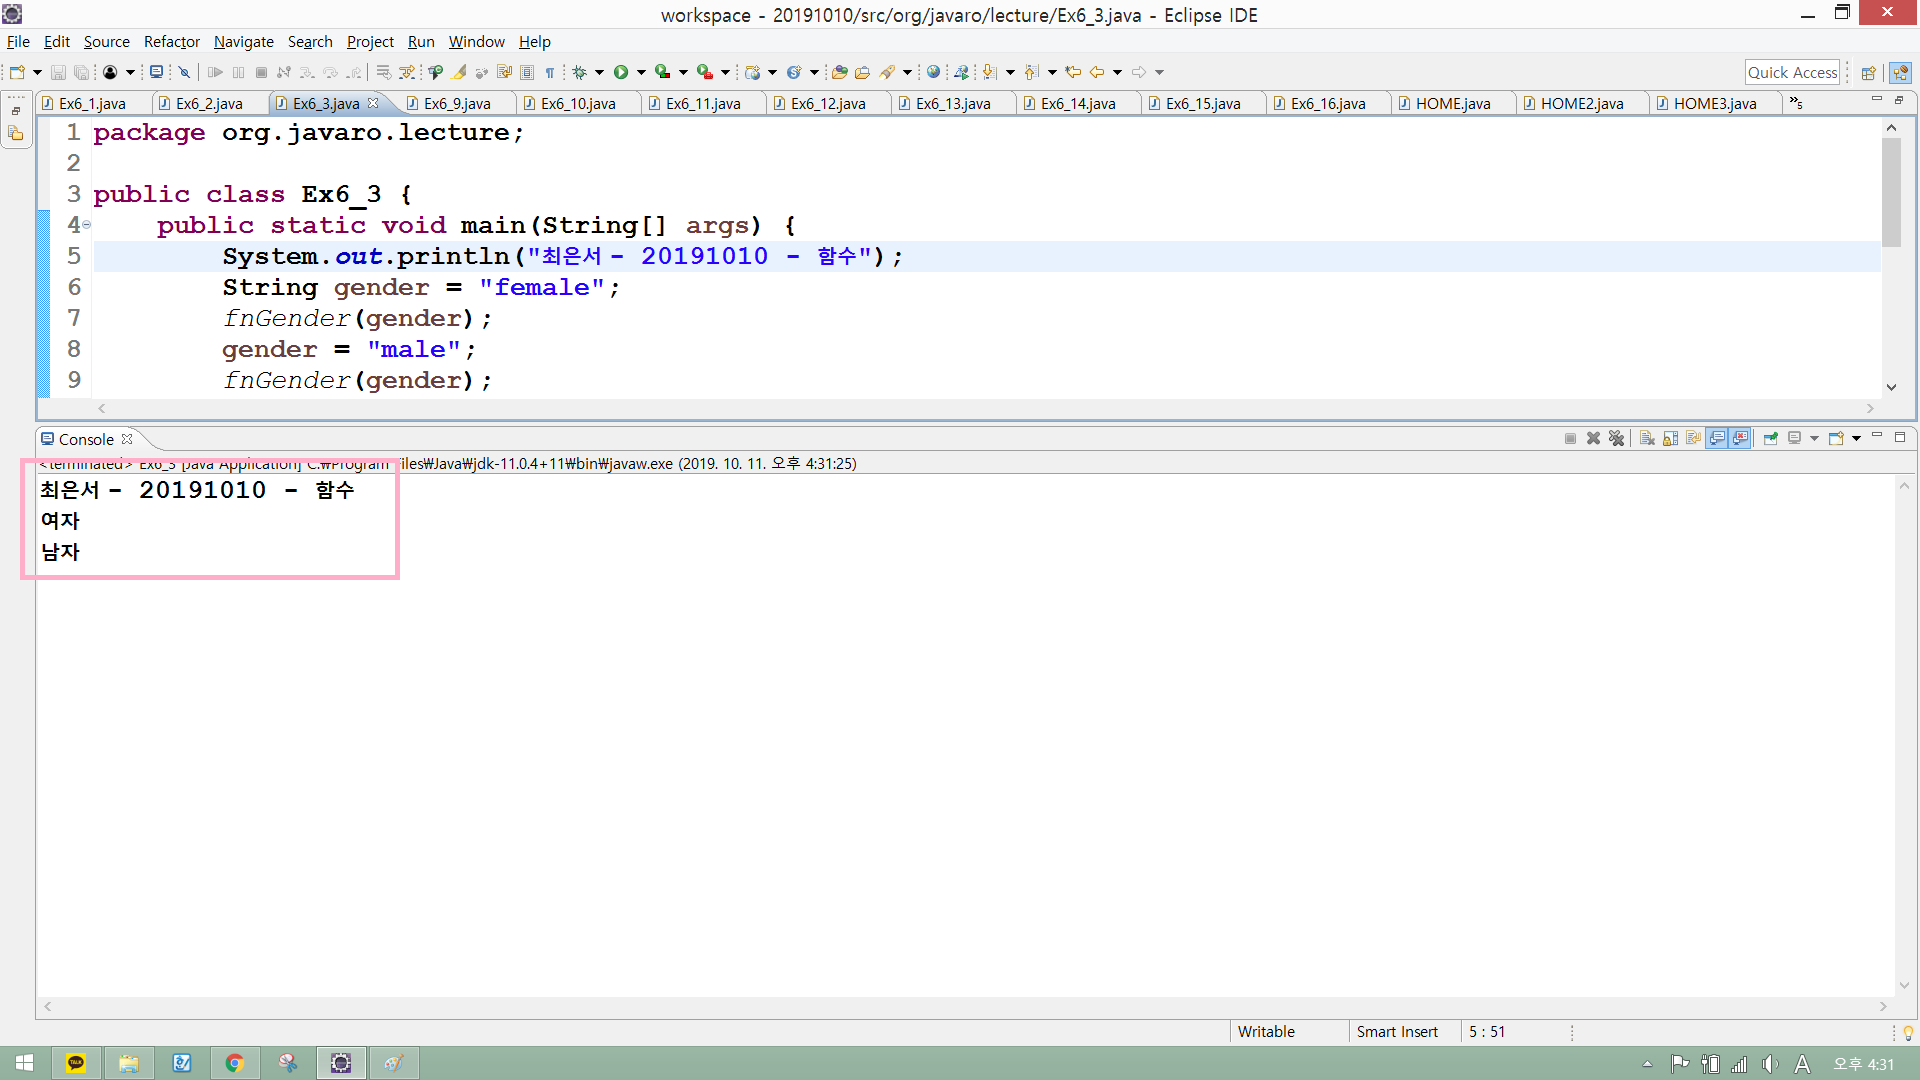 workspace - 20191010/src/org/javaro/lecture/Ex6_3.java - Eclipse IDE
File Edit Source Refactor Navigate Search Project Run Window Help
Quick Access
Ex6_1.java Ex6_2.java Ex6_3.java Ex6_9.java Ex6_10.java Ex6_11.java Ex6_12.java Ex6_13.java Ex6_14.java Ex6_15.java Ex6_16.java HOME.java HOME2.java HOME3.java »5
1 package org.javaro.lecture;
2
3 public class Ex6_3 {
4 public static void main(String[] args) {
5 System.out.println("최은서 - 20191010 - 함수");
6 String gender = "female";
7 fnGender(gender);
8 gender = "male";
9 fnGender(gender);
Console
<terminated> Ex6_3 [Java Application] C:₩Program Files₩Java₩jdk-11.0.4+11₩bin₩javaw.exe (2019. 10. 11. 오후 4:31:25)
최은서 - 20191010 - 함수
여자
남자
Writable Smart Insert 5 : 51
TALK A 오후 4:31